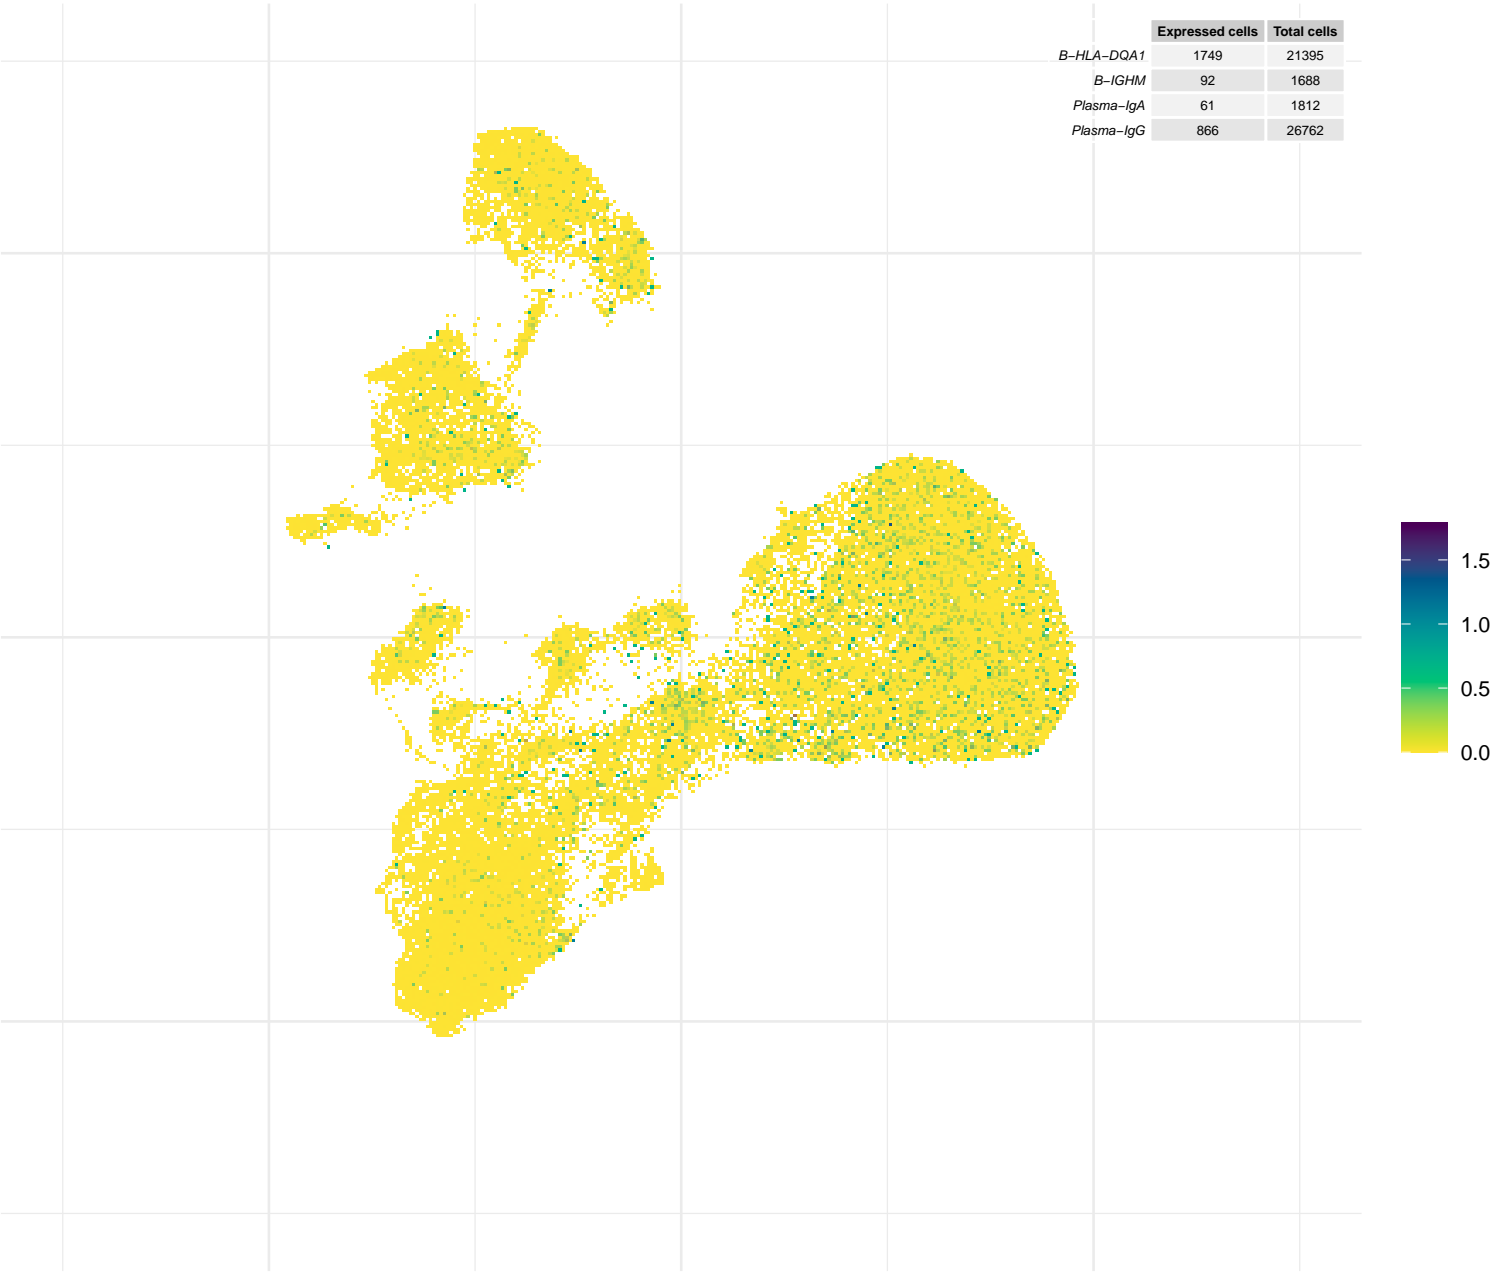 Expressed cells Total cells
B−HLA−DQA1 1749 21395
B−IGHM 92 1688
Plasma−IgA 61 1812
Plasma−IgG 866 26762
1.5
1.0
0.5
0.0